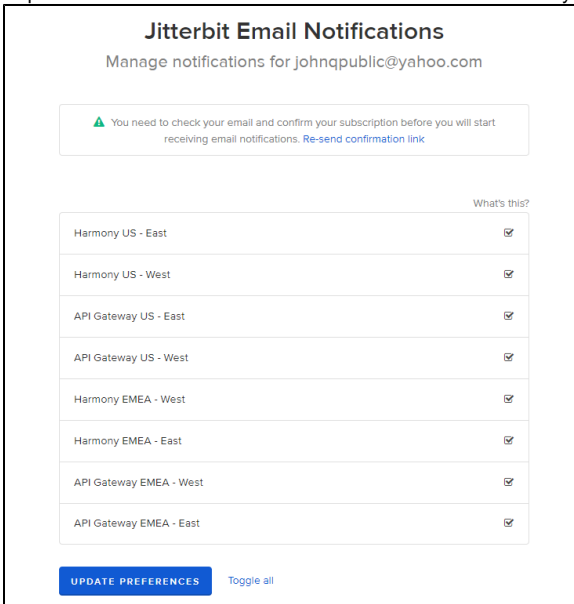 Jitterbit Email Notifications
Manage notifications for johnqpublic@yahoo.com
You need to check your email and confirm your subscription before you will start
receiving email notifications. Re-send confirmation link
What's this?
Harmony US - East
Harmony US - West
API Gateway US - East
API Gateway US - West
Harmony EMEA - West
Harmony EMEA - East
API Gateway EMEA - West
API Gateway EMEA - East
UPDATE PREFERENCES Toggle all